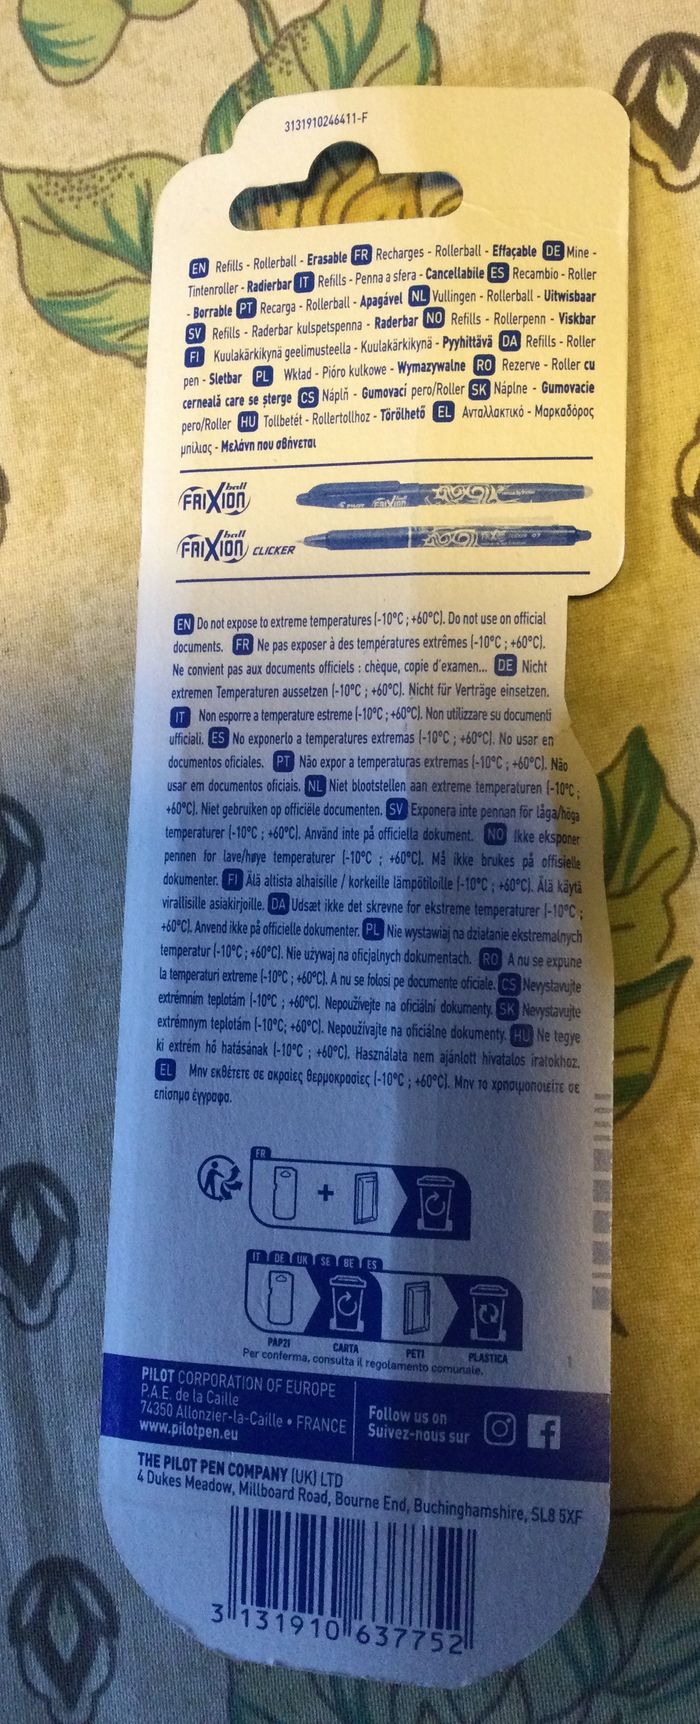 3131910246411-F
EN Refills - Rollerball - Erasable FR Recharges - Rollerball - Effaçable DE Mine -
Tintenroller - Radierbar IT Refills - Penna a sfera - Cancellabile ES Recambio - Roller
- Borrable PT Recarga - Rollerball - Apagável NL Vullingen - Rollerball - Uitwisbaar
SV Refills - Raderbar kulspetspenna - Raderbar NO Refills - Rollerpenn - Viskbar
FI Kuulakärkikynä geelimusteella - Kuulakärkikynä - Pyyhittävä DA Refills - Roller
pen - Sletbar PL Wkład - Pióro kulkowe - Wymazywalne RO Rezerve - Roller cu
cerneală care se șterge CS Náplň - Gumovací pero/Roller SK Náplne - Gumovacie
pero/Roller HU Tollbetét - Rollertollhoz - Törölhető EL Ανταλλακτικό - Μαρκαδόρος
μπίλιας - Μελάνη που σβήνεται
FRIXION ball
FRIXION ball CLICKER
EN Do not expose to extreme temperatures (-10°C ; +60°C). Do not use on official
documents. FR Ne pas exposer à des températures extrêmes (-10°C ; +60°C).
Ne convient pas aux documents officiels : chèque, copie d'examen... DE Nicht
extremen Temperaturen aussetzen (-10°C ; +60°C). Nicht für Verträge einsetzen.
IT Non esporre a temperature estreme (-10°C ; +60°C). Non utilizzare su documenti
ufficiali. ES No exponerlo a temperaturas extremas (-10°C ; +60°C). No usar en
documentos oficiales. PT Não expor a temperaturas extremas (-10°C ; +60°C). Não
usar em documentos oficiais. NL Niet blootstellen aan extreme temperaturen (-10°C ;
+60°C). Niet gebruiken op officiële documenten. SV Exponera inte pennan för låga/höga
temperaturer (-10°C ; +60°C). Använd inte på officiella dokument. NO Ikke eksponer
pennen for lave/høye temperaturer (-10°C ; +60°C). Må ikke brukes på offisielle
dokumenter. FI Älä altista alhaisille / korkeille lämpötiloille (-10°C ; +60°C). Älä käytä
virallisille asiakirjoille. DA Udsæt ikke det skrevne for ekstreme temperaturer (-10°C ;
+60°C). Anvend ikke på officielle dokumenter. PL Nie wystawiaj na działanie ekstremalnych
temperatur (-10°C ; +60°C). Nie używaj na oficjalnych dokumentach. RO A nu se expune
la temperaturi extreme (-10°C ; +60°C). A nu se folosi pe documente oficiale. CS Nevystavujte
extrémním teplotám (-10°C ; +60°C). Nepoužívejte na oficiální dokumenty. SK Nevystavujte
extrémnym teplotám (-10°C; +60°C). Nepoužívajte na oficiálne dokumenty. HU Ne tegye
ki extrém hő hatásának (-10°C ; +60°C). Használata nem ajánlott hivatalos iratokhoz.
EL Μην εκθέτετε σε ακραίες θερμοκρασίες (-10°C ; +60°C). Μην το χρησιμοποιείτε σε
επίσημα έγγραφα.
FR
+
IT DE UK SE BE ES
PAP21 CARTA PET1 PLASTICA
Per conferma, consulta il regolamento comunale.
PILOT CORPORATION OF EUROPE
P.A.E. de la Caille
74350 Allonzier-la-Caille • FRANCE
www.pilotpen.eu
Follow us on
Suivez-nous sur
THE PILOT PEN COMPANY (UK) LTD
4 Dukes Meadow, Millboard Road, Bourne End, Buchinghamshire, SL8 5XF
3 131910 637752